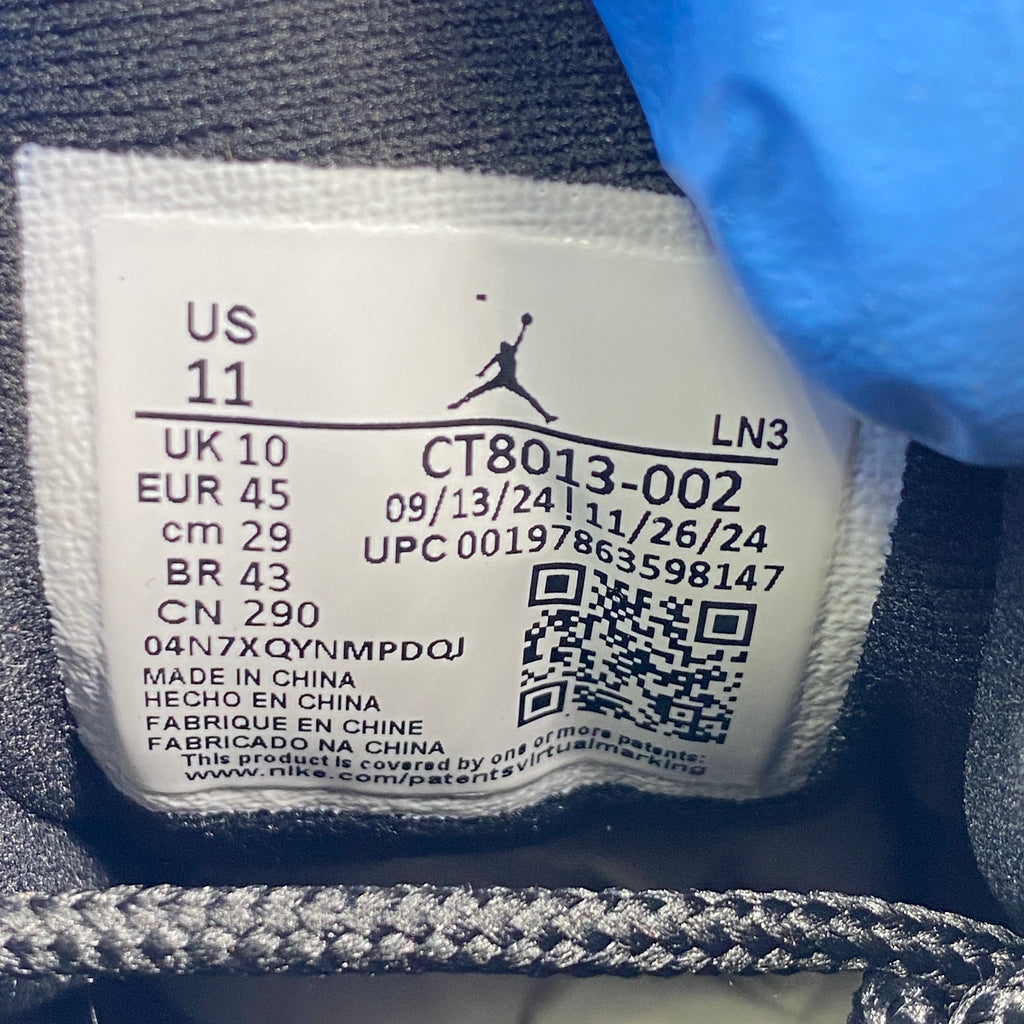 US
11
LN3
UK 10
EUR 45
cm 29
BR 43
CN 290
CT8013-002
09/13/24 ! 11/26/24
UPC 00197863598147
04N7XQYNMPDQJ
MADE IN CHINA
HECHO EN CHINA
FABRIQUE EN CHINE
FABRICADO NA CHINA
This product is covered by one or more patents:
www.nike.com/patentsvirtualmarking